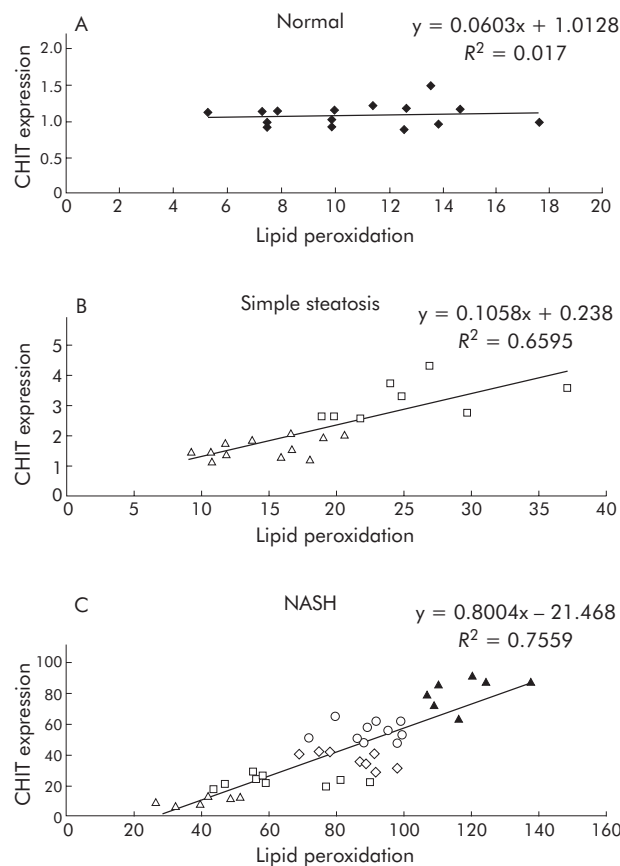 A
Normal
y = 0.0603x + 1.0128
R² = 0.017
2.0
1.5
1.0
0.5
0
CHIT expression
0 2 4 6 8 10 12 14 16 18 20
Lipid peroxidation
B
Simple steatosis
y = 0.1058x + 0.238
R² = 0.6595
5
4
3
2
1
0
CHIT expression
0 5 10 15 20 25 30 35 40
Lipid peroxidation
C
NASH
y = 0.8004x – 21.468
R² = 0.7559
100
80
60
40
20
0
CHIT expression
0 20 40 60 80 100 120 140 160
Lipid peroxidation